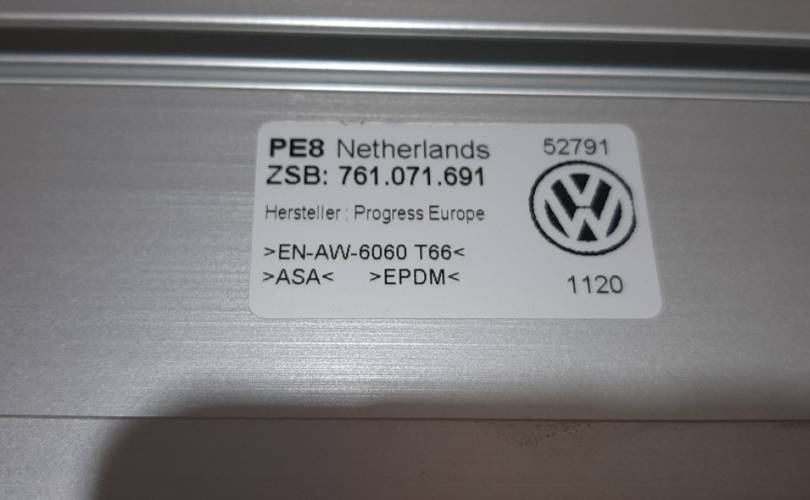 PE8 Netherlands 52791
ZSB: 761.071.691
Hersteller : Progress Europe
>EN-AW-6060 T66<
>ASA< >EPDM<
1120